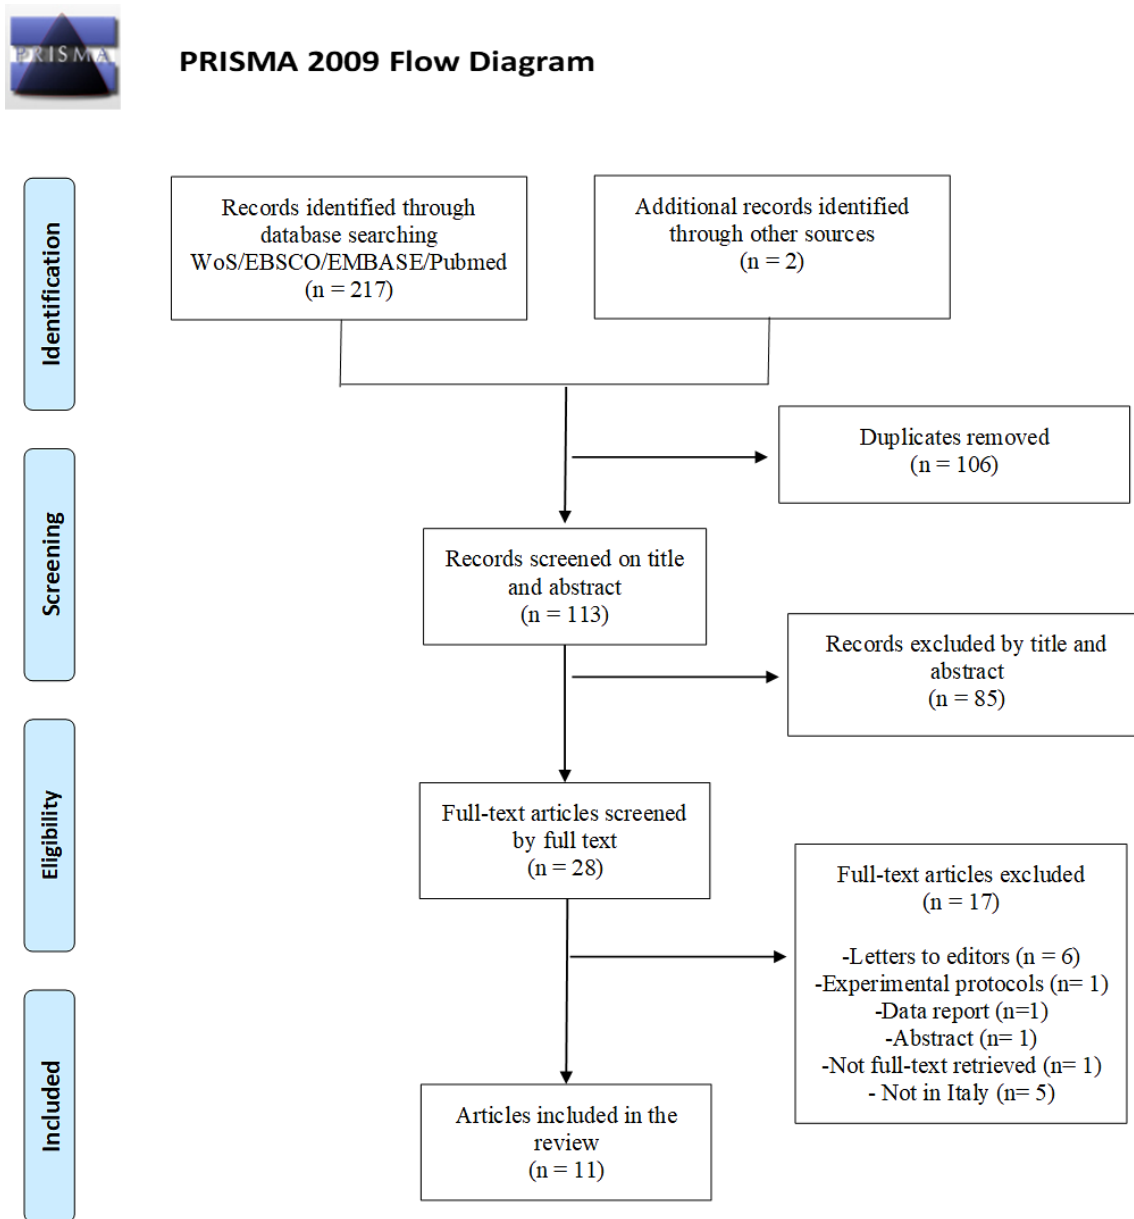 PRISMA
PRISMA 2009 Flow Diagram
Identification
Records identified through
database searching
WoS/EBSCO/EMBASE/Pubmed
(n = 217)
Additional records identified
through other sources
(n = 2)
Duplicates removed
(n = 106)
Screening
Records screened on title
and abstract
(n = 113)
Records excluded by title and
abstract
(n = 85)
Eligibility
Full-text articles screened
by full text
(n = 28)
Full-text articles excluded
(n = 17)
-Letters to editors (n = 6)
-Experimental protocols (n= 1)
-Data report (n=1)
-Abstract (n= 1)
-Not full-text retrieved (n= 1)
- Not in Italy (n= 5)
Included
Articles included in the
review
(n = 11)